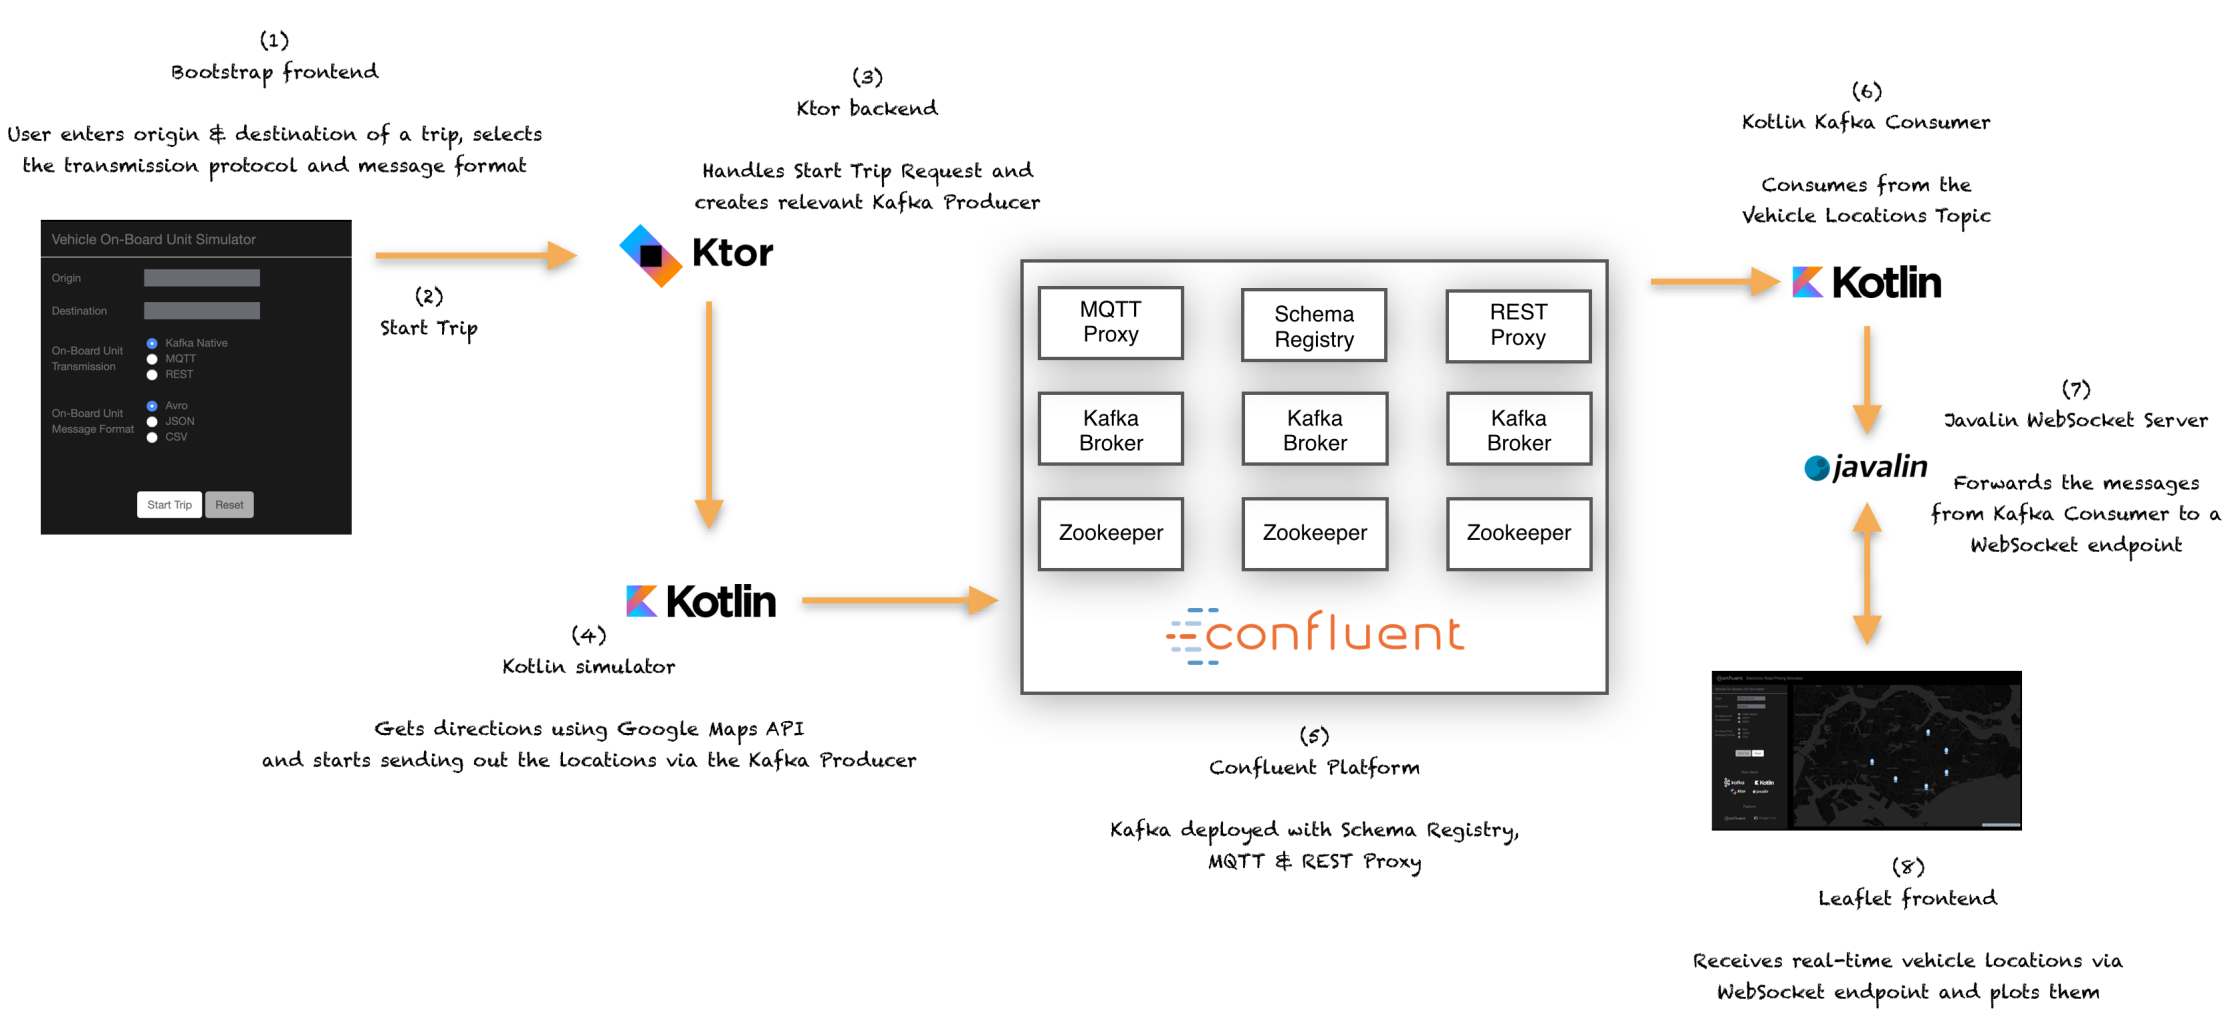 (1)
Bootstrap frontend
User enters origin & destination of a trip, selects
the transmission protocol and message format
Vehicle On-Board Unit Simulator
Origin
Destination
On-Board Unit
Transmission
Kafka Native
MQTT
REST
On-Board Unit
Message Format
Avro
JSON
CSV
Start Trip
Reset
(2)
Start Trip
(3)
Ktor backend
Handles Start Trip Request and
creates relevant Kafka Producer
Ktor
Kotlin
(4)
Kotlin simulator
Gets directions using Google Maps API
and starts sending out the locations via the Kafka Producer
MQTT
Proxy
Schema
Registry
REST
Proxy
Kafka
Broker
Kafka
Broker
Kafka
Broker
Zookeeper
Zookeeper
Zookeeper
confluent
(5)
Confluent Platform
Kafka deployed with Schema Registry,
MQTT & REST Proxy
(6)
Kotlin Kafka Consumer
Consumes from the
Vehicle Locations Topic
Kotlin
(7)
Javalin WebSocket Server
Forwards the messages
from Kafka Consumer to a
WebSocket endpoint
javalin
confluent
kafka
Kotlin
Ktor
javalin
confluent
(8)
Leaflet frontend
Receives real-time vehicle locations via
WebSocket endpoint and plots them